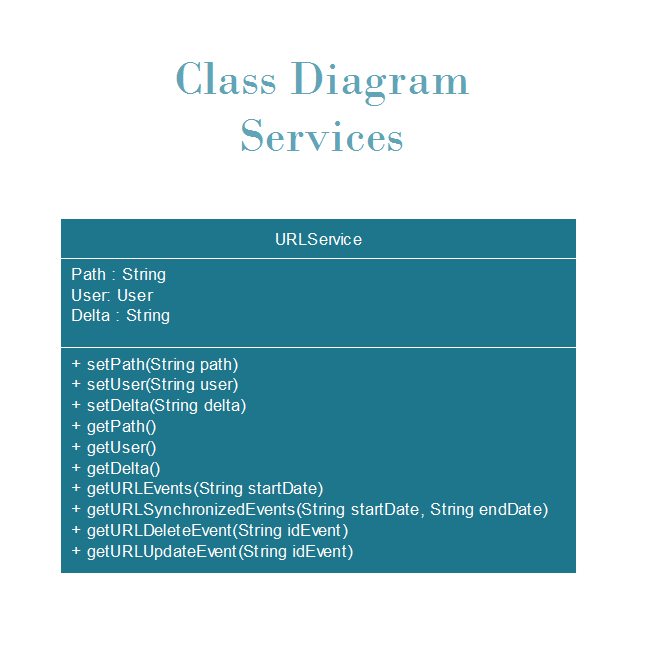 Class Diagram
Services
URLService
Path : String
User: User
Delta : String
+ setPath(String path)
+ setUser(String user)
+ setDelta(String delta)
+ getPath()
+ getUser()
+ getDelta()
+ getURLEvents(String startDate)
+ getURLSynchronizedEvents(String startDate, String endDate)
+ getURLDeleteEvent(String idEvent)
+ getURLUpdateEvent(String idEvent)